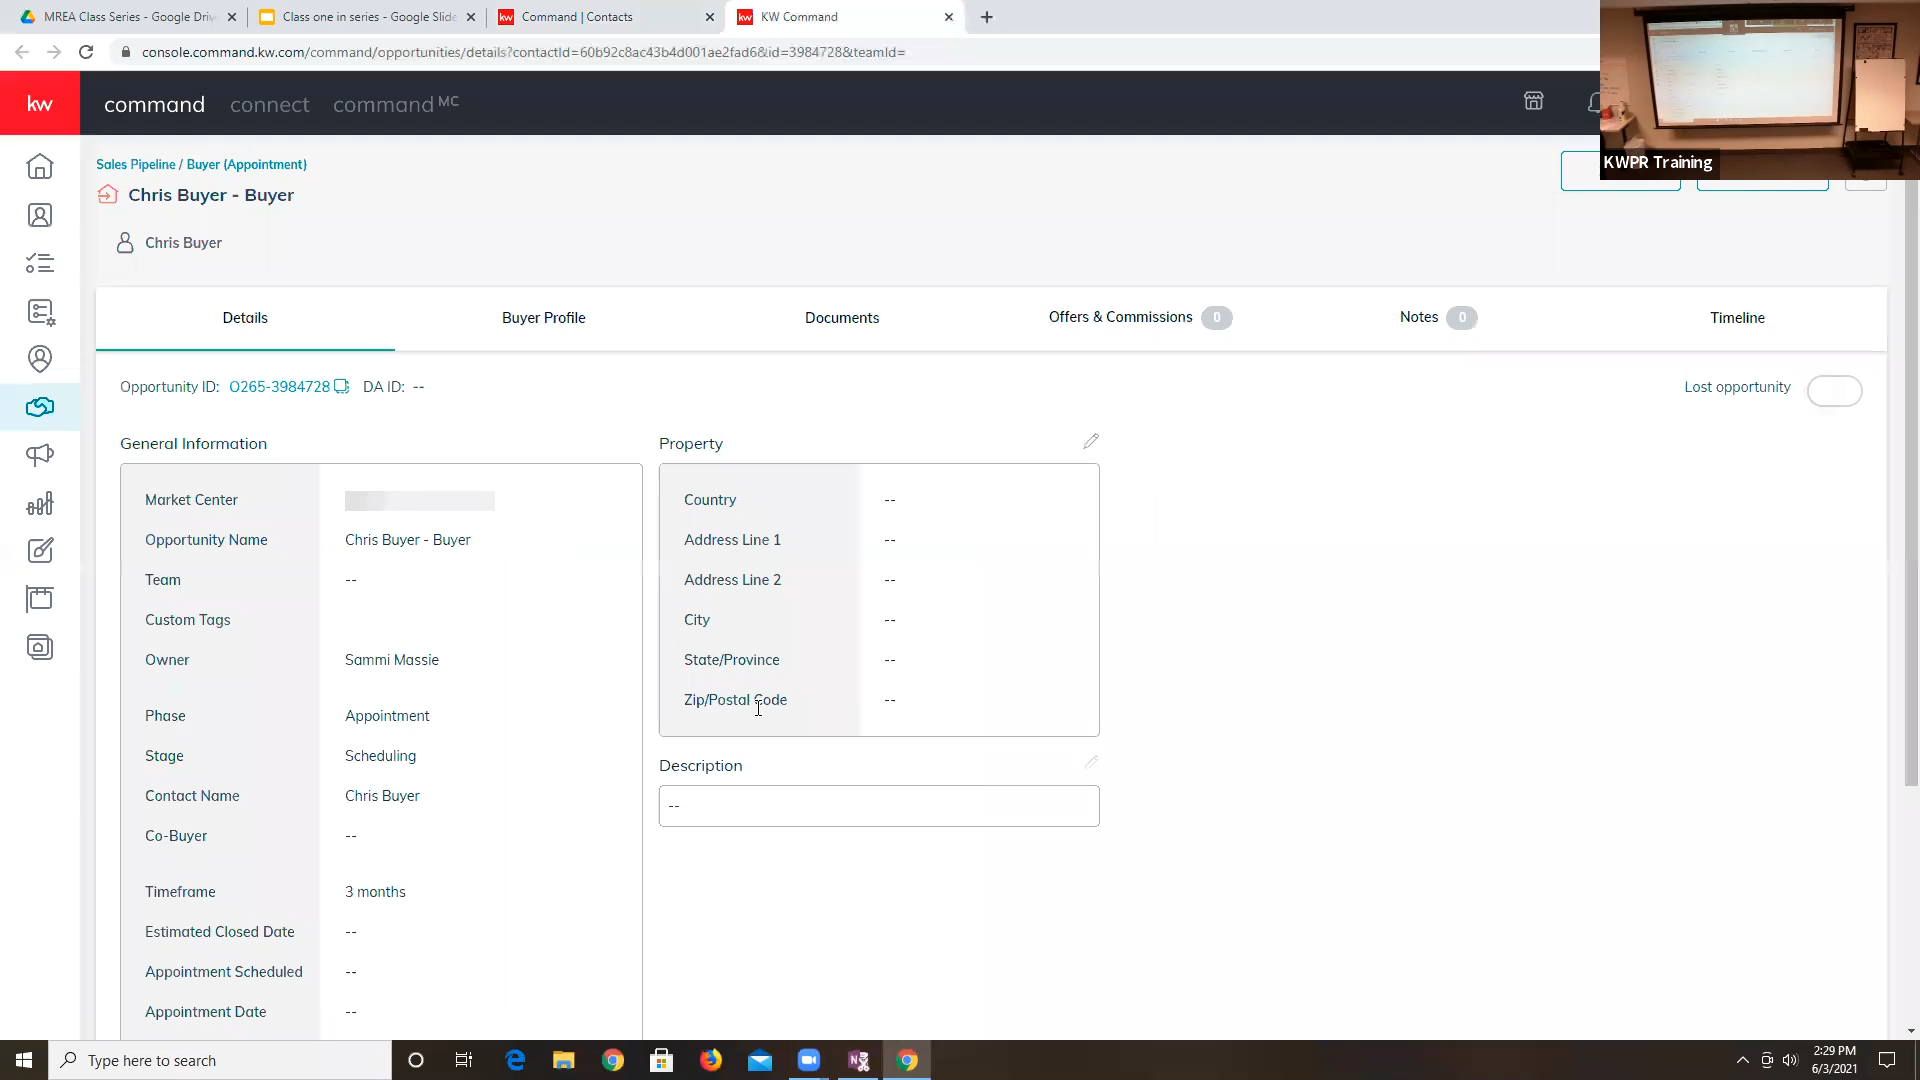 MREA Class Series - Google Driv
Class one in series - Google Slide
kw Command | Contacts
kw KW Command
console.command.kw.com/command/opportunities/details?contactId=60b92c8ac43b4d001ae2fad6&id=3984728&teamId=
kw command connect command MC
KWPR Training
Sales Pipeline / Buyer (Appointment)
Chris Buyer - Buyer
Chris Buyer
Details Buyer Profile Documents Offers & Commissions 0 Notes 0 Timeline
Opportunity ID: O265-3984728 DA ID: --
Lost opportunity
General Information
Market Center
Opportunity Name Chris Buyer - Buyer
Team --
Custom Tags
Owner Sammi Massie
Phase Appointment
Stage Scheduling
Contact Name Chris Buyer
Co-Buyer --
Timeframe 3 months
Estimated Closed Date --
Appointment Scheduled --
Appointment Date --
Property
Country --
Address Line 1 --
Address Line 2 --
City --
State/Province --
Zip/Postal Code --
Description
--
Type here to search
2:29 PM
6/3/2021